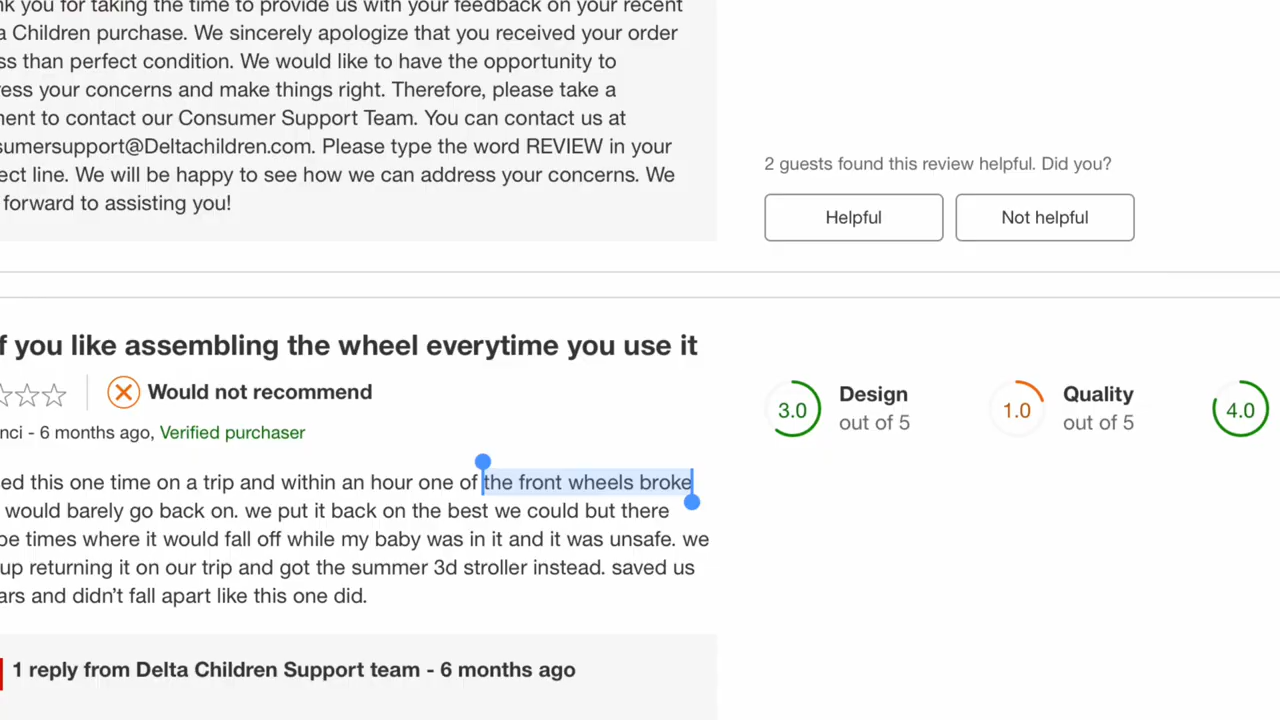 nk you for taking the time to provide us with your feedback on your recent
a Children purchase. We sincerely apologize that you received your order
ss than perfect condition. We would like to have the opportunity to
ress your concerns and make things right. Therefore, please take a
nent to contact our Consumer Support Team. You can contact us at
sumersupport@Deltachildren.com. Please type the word REVIEW in your
ect line. We will be happy to see how we can address your concerns. We
forward to assisting you!
2 guests found this review helpful. Did you?
Helpful
Not helpful
f you like assembling the wheel everytime you use it
Would not recommend
nci - 6 months ago, Verified purchaser
ed this one time on a trip and within an hour one of the front wheels broke
would barely go back on. we put it back on the best we could but there
be times where it would fall off while my baby was in it and it was unsafe. we
up returning it on our trip and got the summer 3d stroller instead. saved us
ars and didn't fall apart like this one did.
3.0
Design
out of 5
1.0
Quality
out of 5
4.0
1 reply from Delta Children Support team - 6 months ago